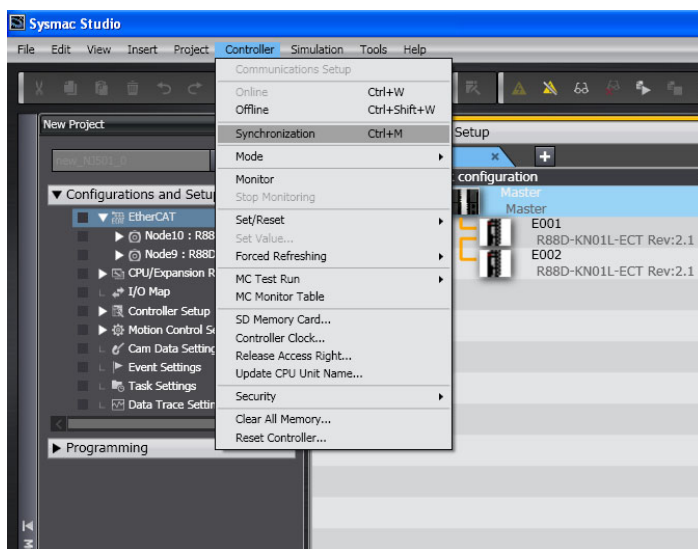 Sysmac Studio
File Edit View Insert Project Controller Simulation Tools Help
Communications Setup
Online Ctrl+W
Offline Ctrl+Shift+W
Synchronization Ctrl+M
Mode
Monitor
Stop Monitoring
Set/Reset
Set Value...
Forced Refreshing
MC Test Run
MC Monitor Table
SD Memory Card...
Controller Clock...
Release Access Right...
Update CPU Unit Name...
Security
Clear All Memory...
Reset Controller...
New Project
new_NJ501_0
Configurations and Setu
EtherCAT
Node10 : R88
Node9 : R88D
CPU/Expansion R
I/O Map
Controller Setup
Motion Control Se
Cam Data Setting
Event Settings
Task Settings
Data Trace Settin
Programming
Setup
configuration
Master
Master
E001
R88D-KN01L-ECT Rev:2.1
E002
R88D-KN01L-ECT Rev:2.1